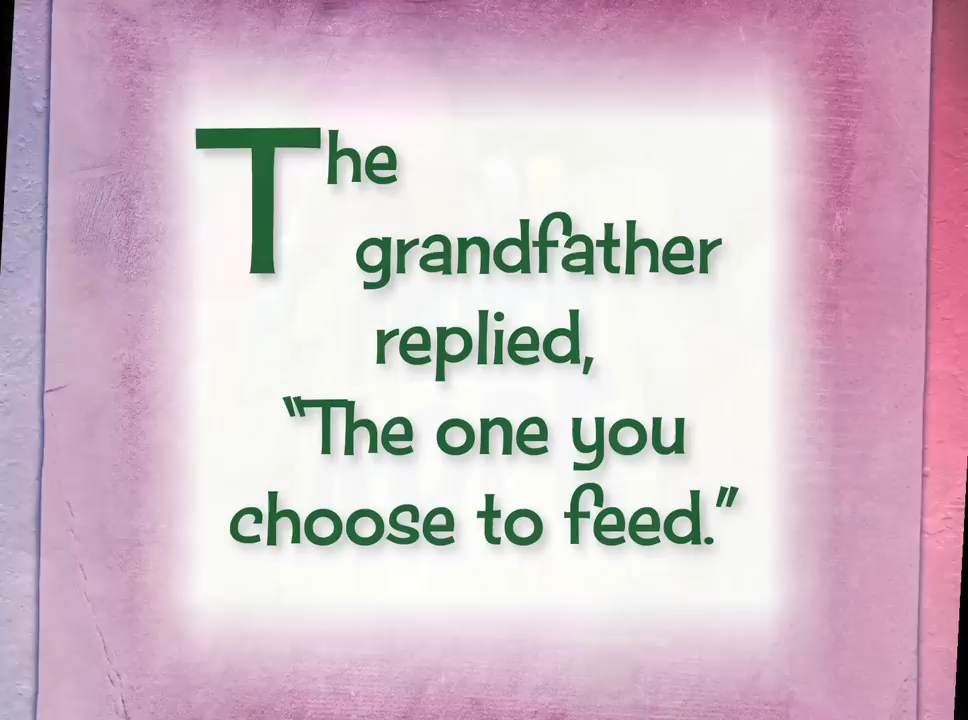 The
grandfather
replied,
“The one you
choose to feed.”